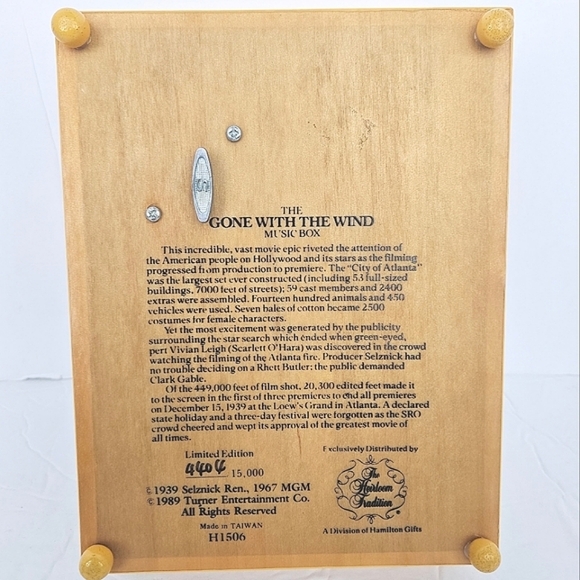 THE
GONE WITH THE WIND
MUSIC BOX
This incredible, vast movie epic riveted the attention of
the American people on Hollywood and its stars as the filming
progressed from production to premiere. The "City of Atlanta"
was the largest set ever constructed (including 53 full-sized
buildings, 7000 feet of streets); 59 cast members and 2400
extras were assembled. Fourteen hundred animals and 450
vehicles were used. Seven bales of cotton became 2500
costumes for female characters.
Yet the most excitement was generated by the publicity
surrounding the star search which ended when green-eyed,
pert Vivian Leigh (Scarlett O'Hara) was discovered in the crowd
watching the filming of the Atlanta fire. Producer Selznick had
no trouble deciding on a Rhett Butler; the public demanded
Clark Gable.
Of the 449,000 feet of film shot, 20,300 edited feet made it
to the screen in the first of three premieres to end all premieres
on December 15, 1939 at the Loew's Grand in Atlanta. A declared
state holiday and a three-day festival were forgotten as the SRO
crowd cheered and wept its approval of the greatest movie of
all times.
Limited Edition
4404 15,000
© 1939 Selznick Ren., 1967 MGM
© 1989 Turner Entertainment Co.
All Rights Reserved
Made in TAIWAN
H1506
Exclusively Distributed by
The
Heirloom
Tradition
®
A Division of Hamilton Gifts